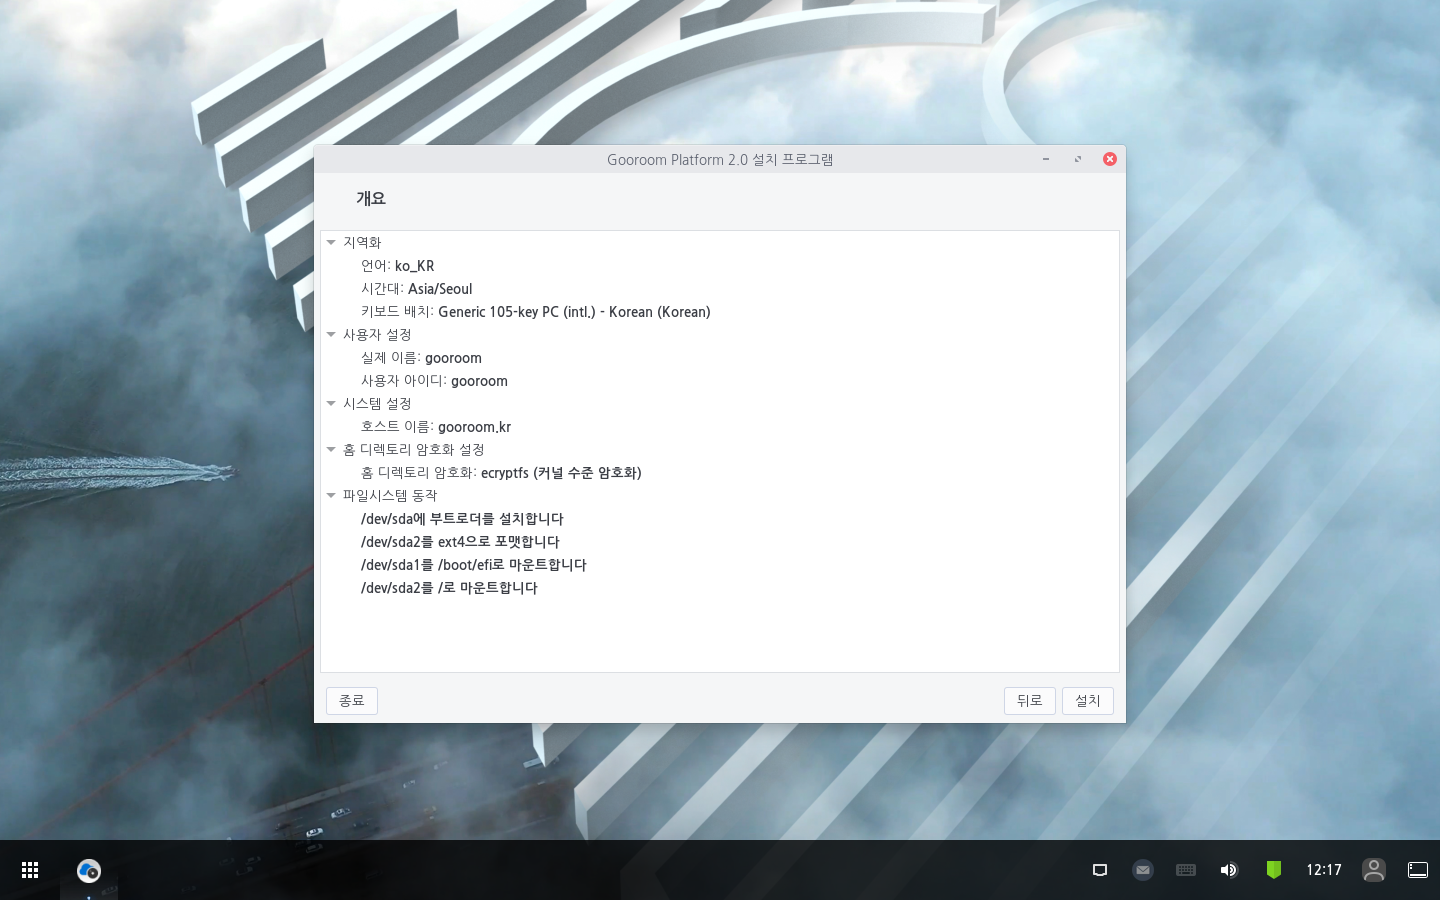 Gooroom Platform 2.0 설치 프로그램
개요
지역화
언어: ko_KR
시간대: Asia/Seoul
키보드 배치: Generic 105-key PC (intl.) - Korean (Korean)
사용자 설정
실제 이름: gooroom
사용자 아이디: gooroom
시스템 설정
호스트 이름: gooroom.kr
홈 디렉토리 암호화 설정
홈 디렉토리 암호화: ecryptfs (커널 수준 암호화)
파일시스템 동작
/dev/sda에 부트로더를 설치합니다
/dev/sda2를 ext4으로 포맷합니다
/dev/sda1를 /boot/efi로 마운트합니다
/dev/sda2를 /로 마운트합니다
종료
뒤로
설치
12:17